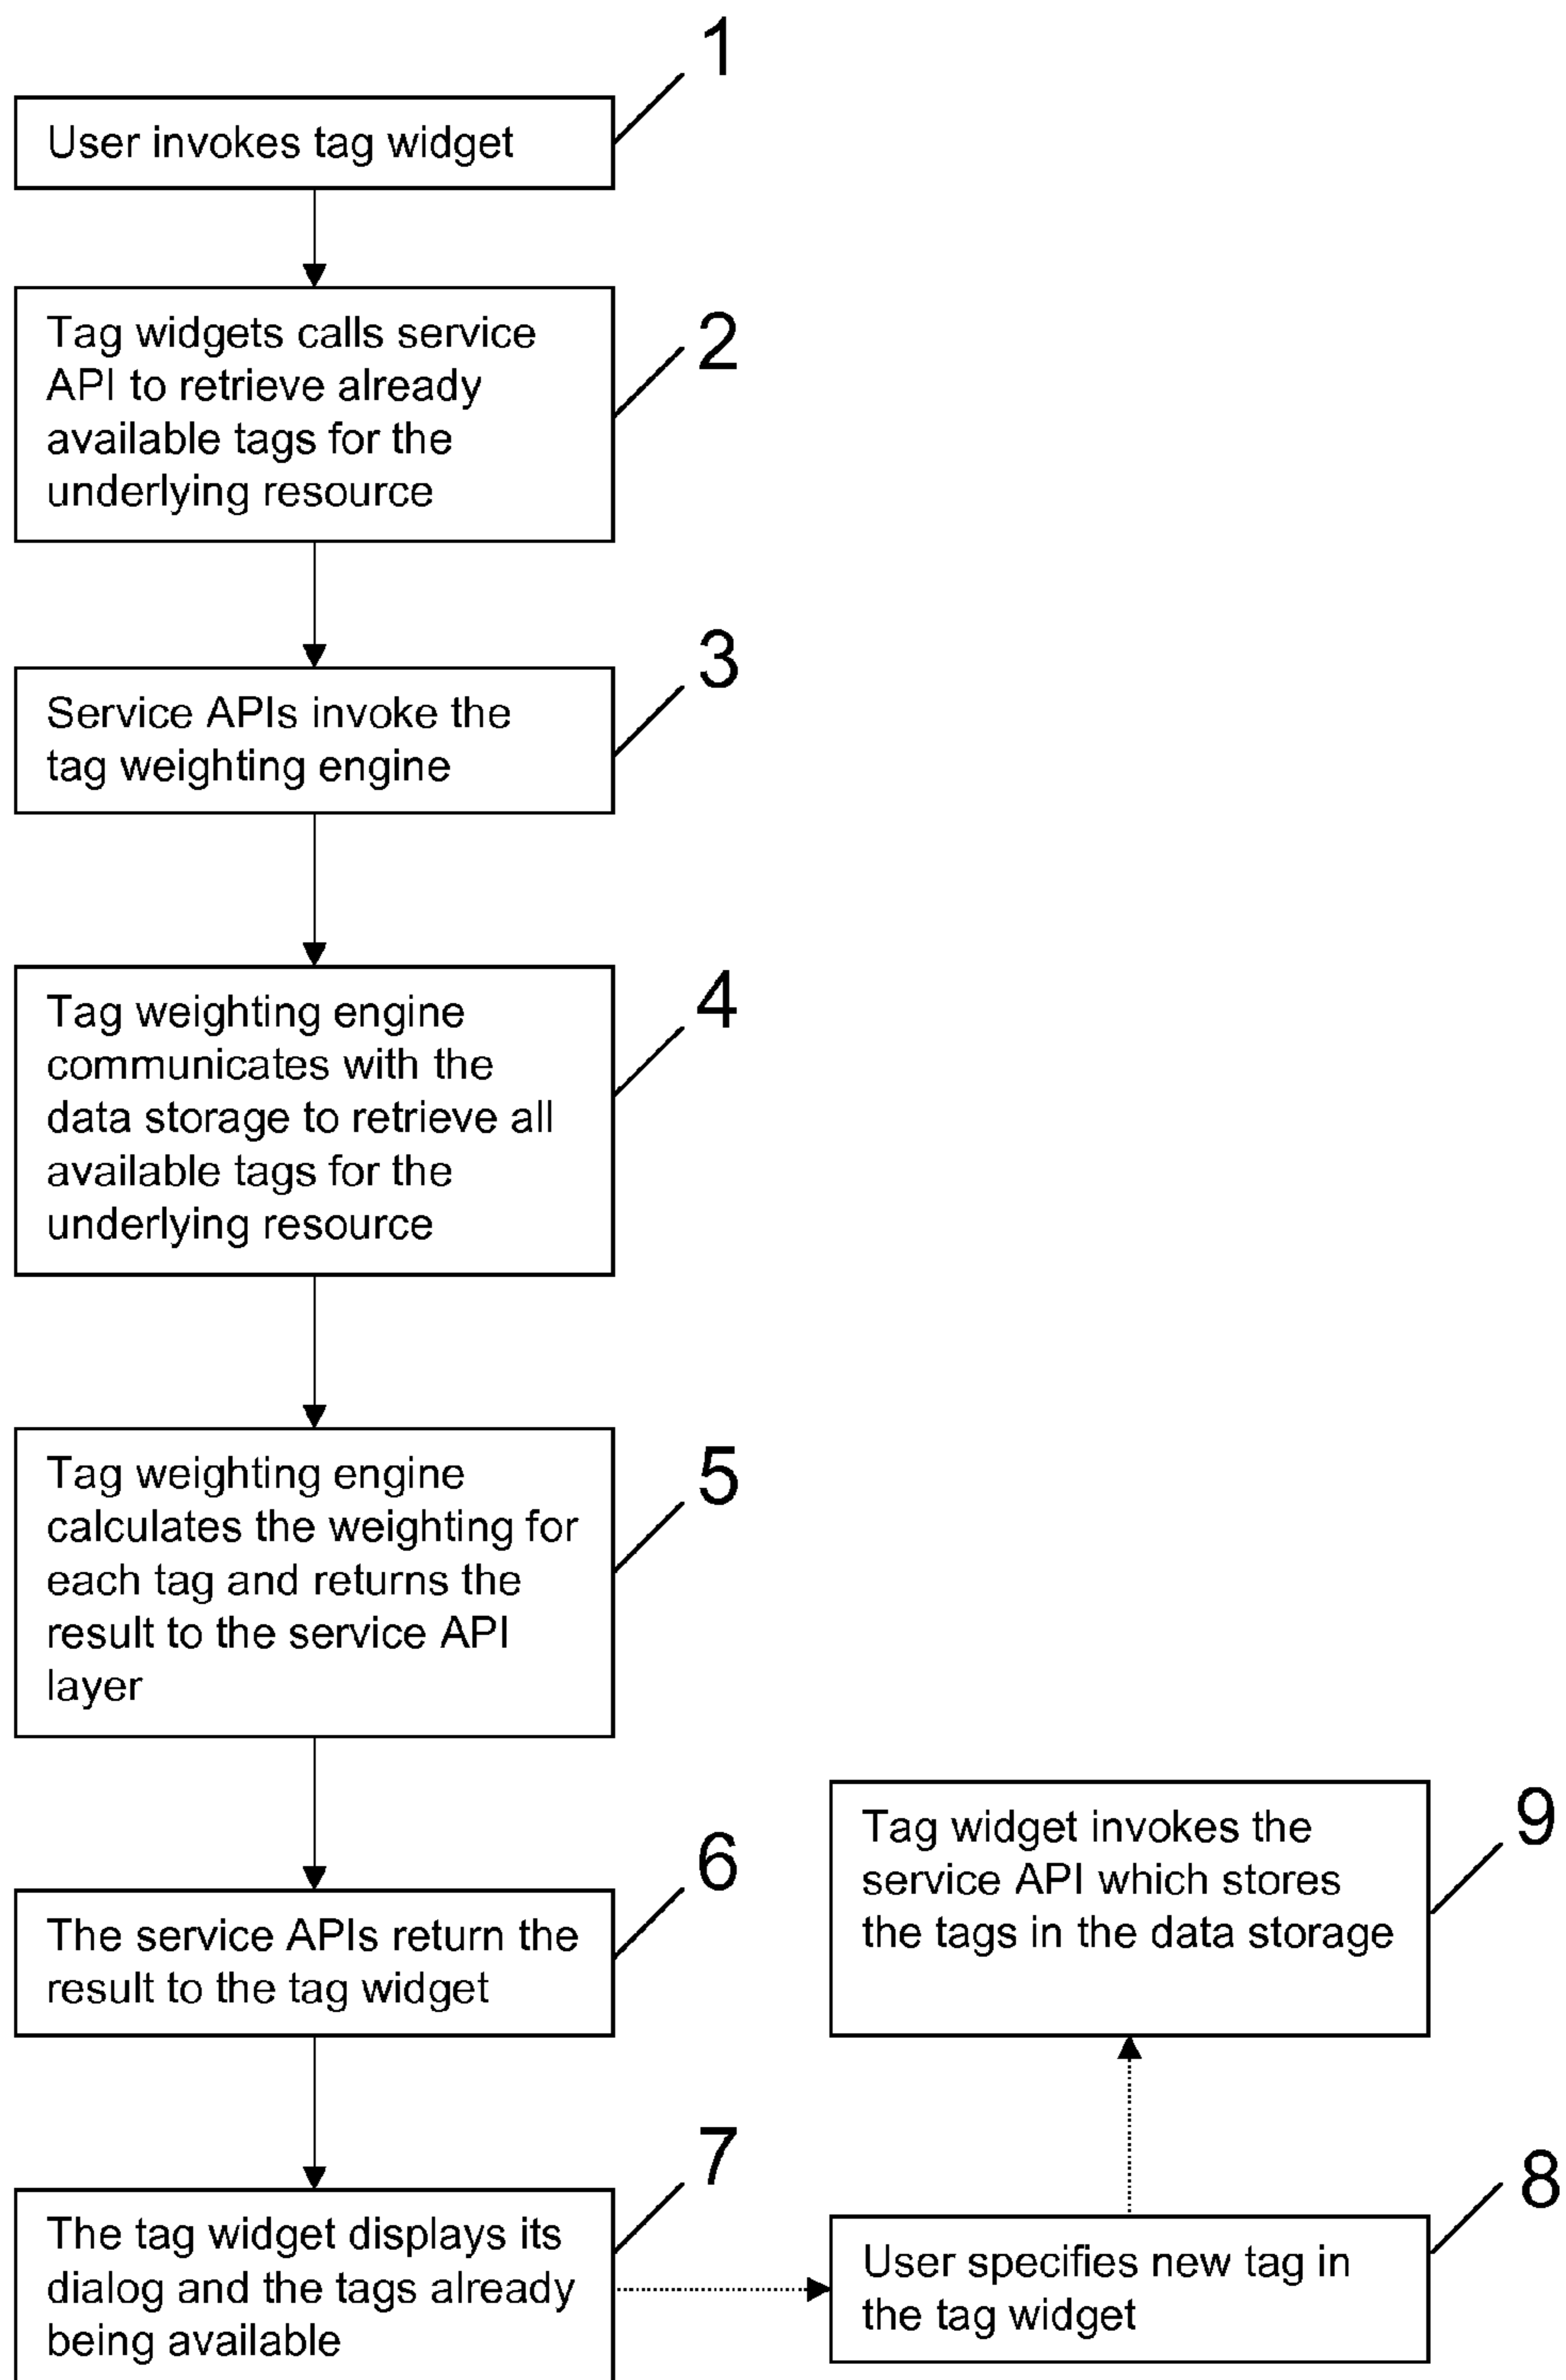 1
User invokes tag widget
2
Tag widgets calls service
API to retrieve already
available tags for the
underlying resource
3
Service APIs invoke the
tag weighting engine
4
Tag weighting engine
communicates with the
data storage to retrieve all
available tags for the
underlying resource
5
Tag weighting engine
calculates the weighting for
each tag and returns the
result to the service API
layer
6
The service APIs return the
result to the tag widget
7
The tag widget displays its
dialog and the tags already
being available
8
User specifies new tag in
the tag widget
9
Tag widget invokes the
service API which stores
the tags in the data storage